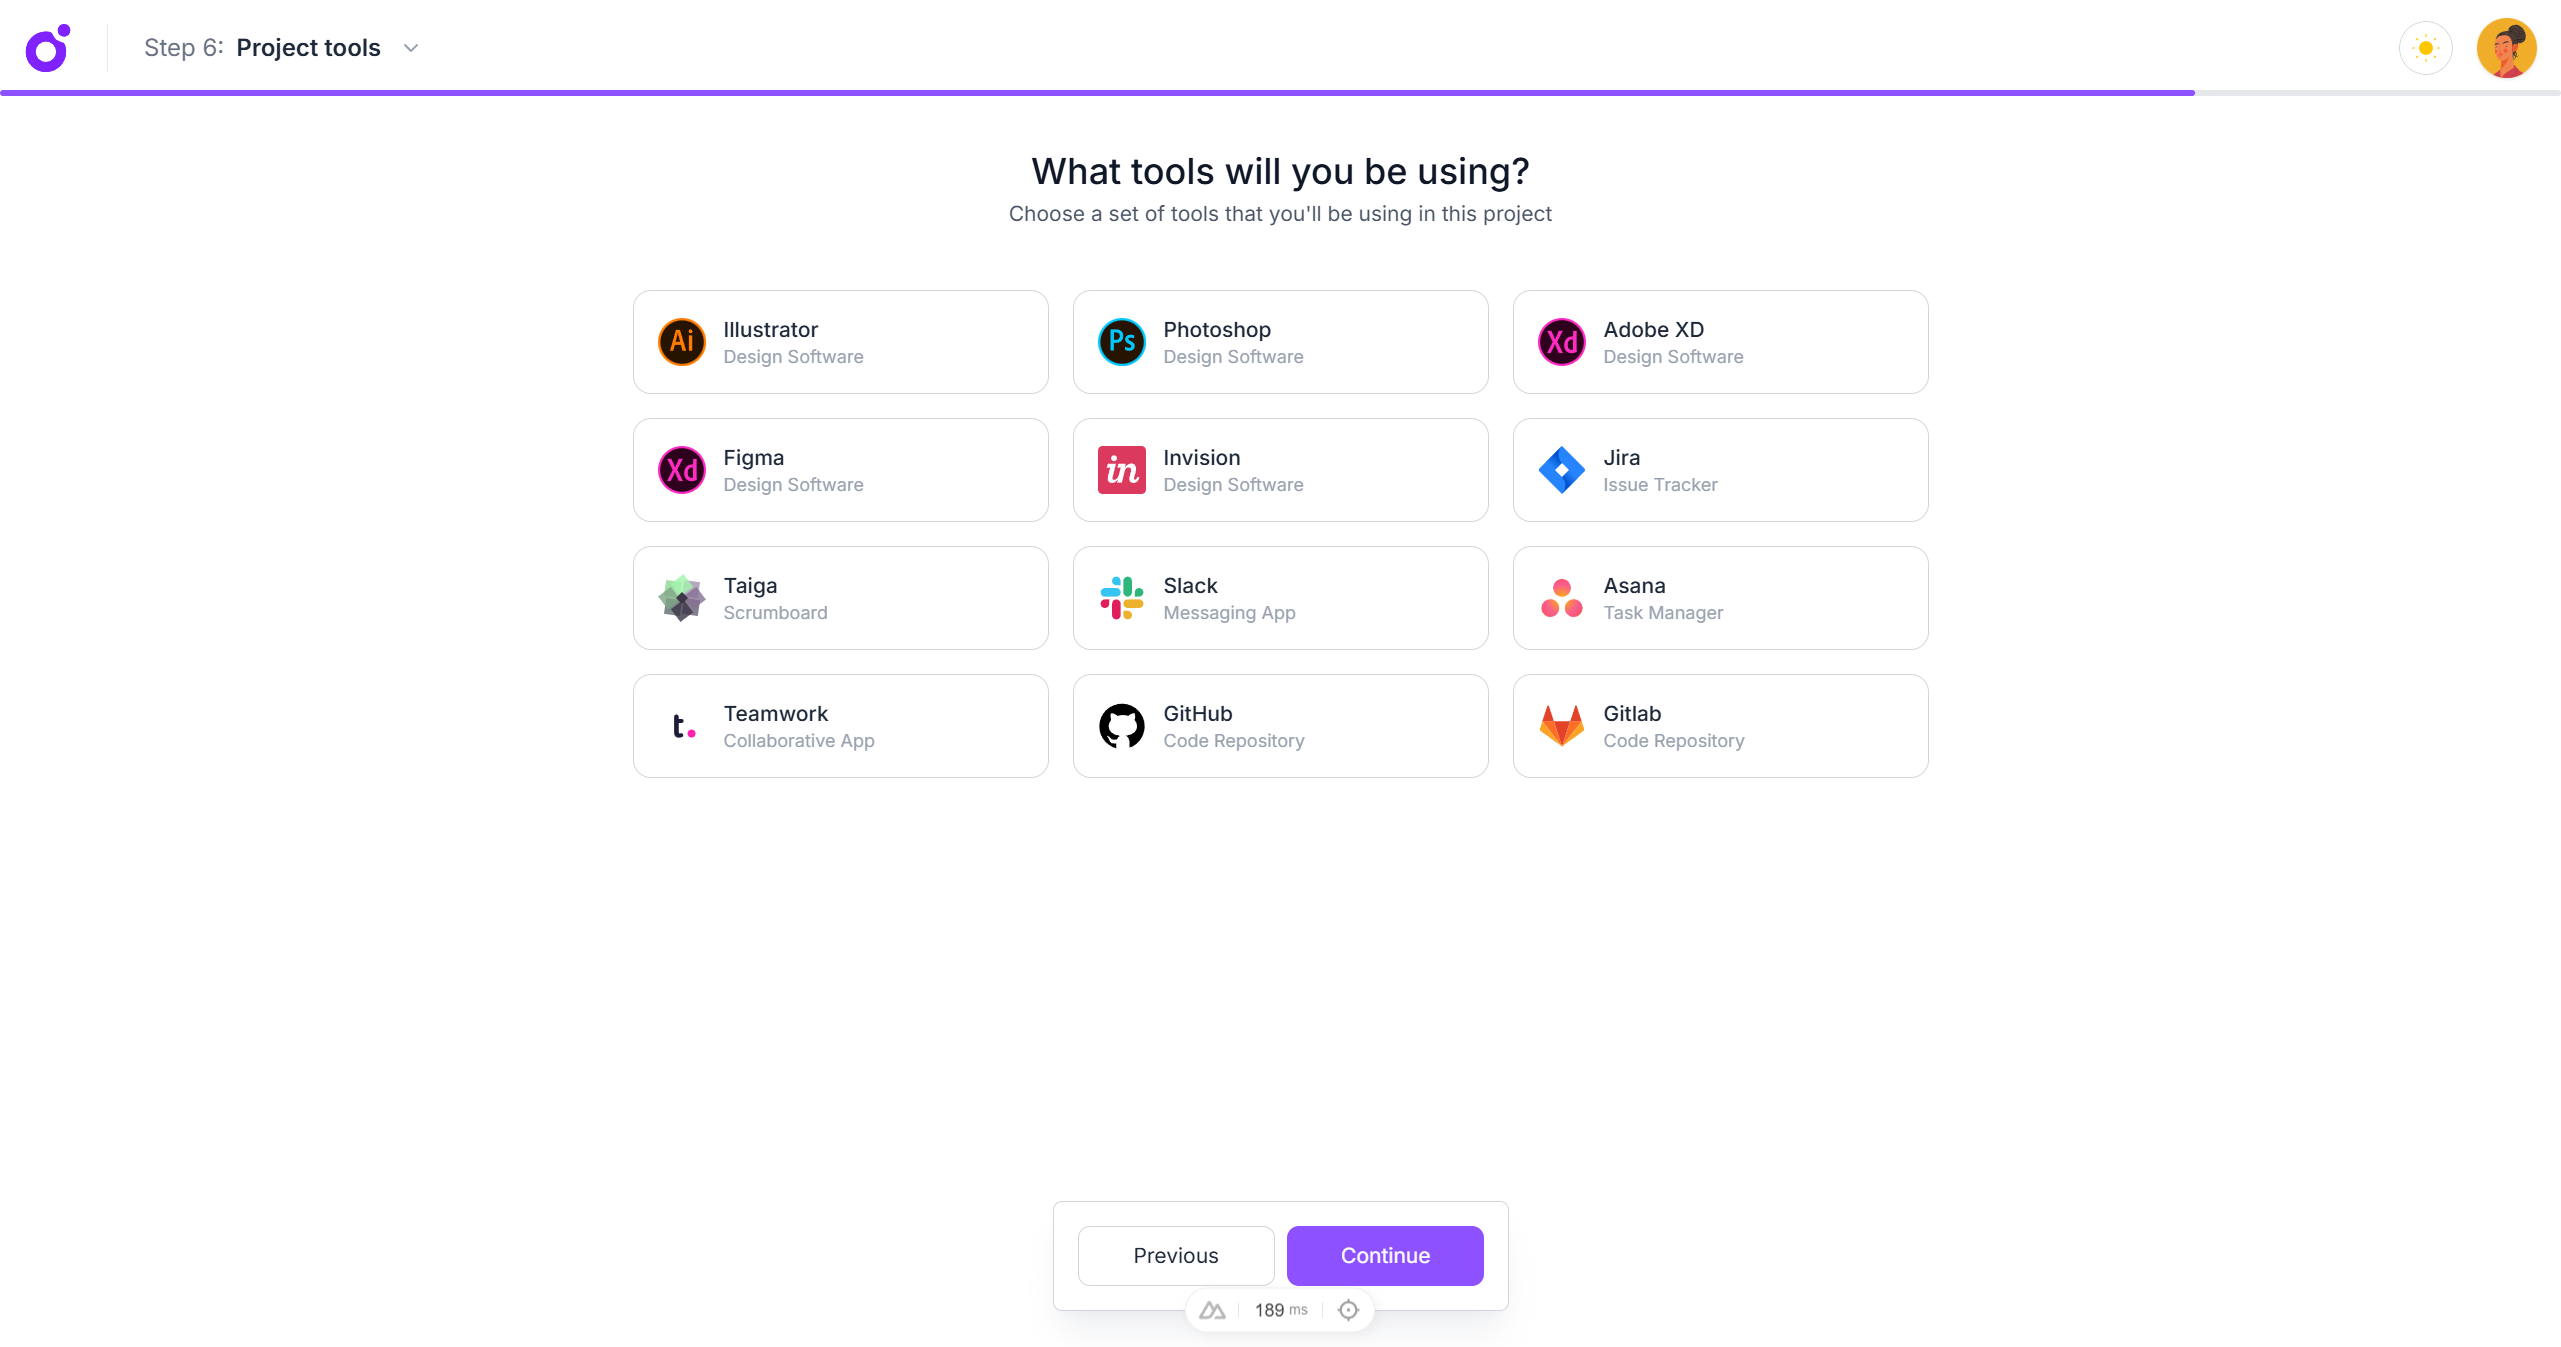 Step 6: Project tools
What tools will you be using?
Choose a set of tools that you'll be using in this project
Ai
Illustrator
Design Software
Ps
Photoshop
Design Software
Xd
Adobe XD
Design Software
Xd
Figma
Design Software
in
Invision
Design Software
Jira
Issue Tracker
Taiga
Scrumboard
Slack
Messaging App
Asana
Task Manager
t.
Teamwork
Collaborative App
GitHub
Code Repository
Gitlab
Code Repository
Previous
Continue
189 ms